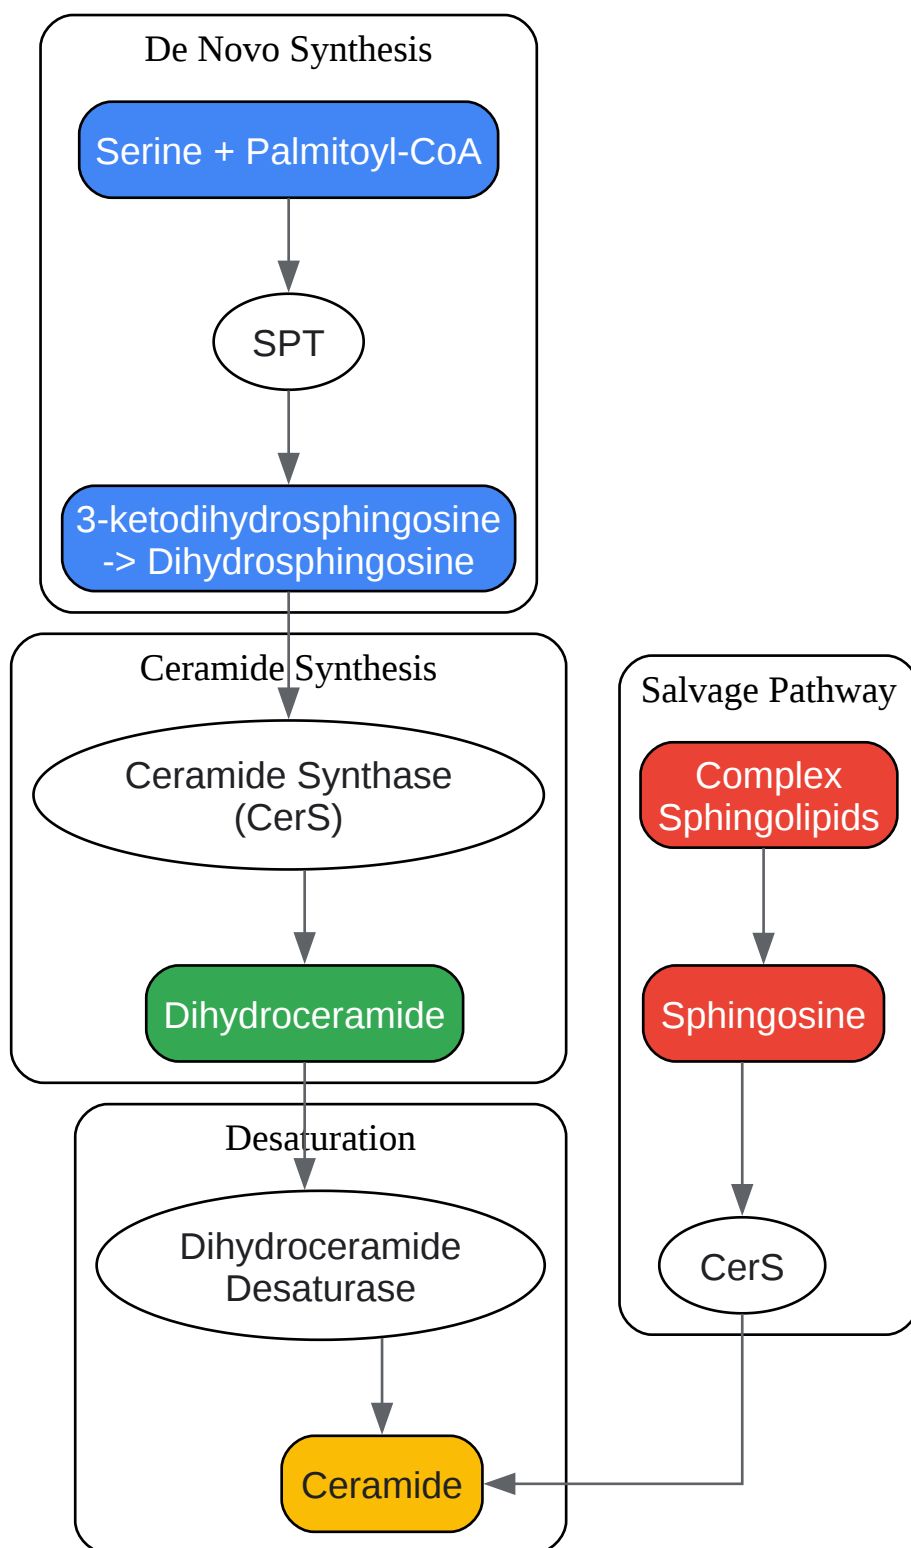 De Novo Synthesis
Serine + Palmitoyl-CoA
SPT
3-ketodihydrosphingosine
-> Dihydrosphingosine
Ceramide Synthesis
Ceramide Synthase
(CerS)
Dihydroceramide
Desaturation
Dihydroceramide
Desaturase
Ceramide
Salvage Pathway
Complex
Sphingolipids
Sphingosine
CerS